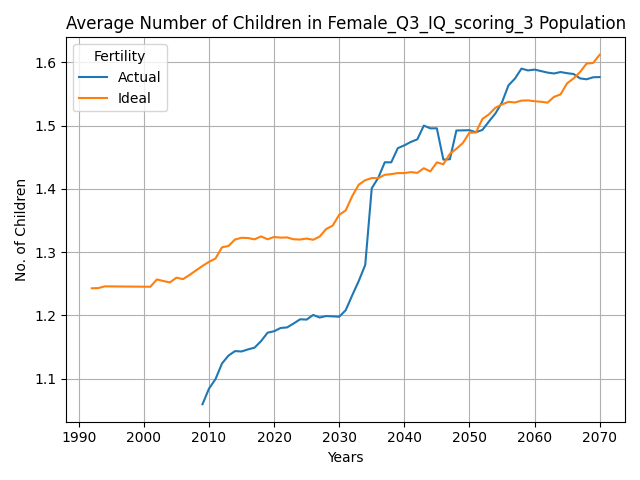 Average Number of Children in Female_Q3_IQ_scoring_3 Population
Fertility
Actual
Ideal
No. of Children
1.6
1.5
1.4
1.3
1.2
1.1
1990 2000 2010 2020 2030 2040 2050 2060 2070
Years